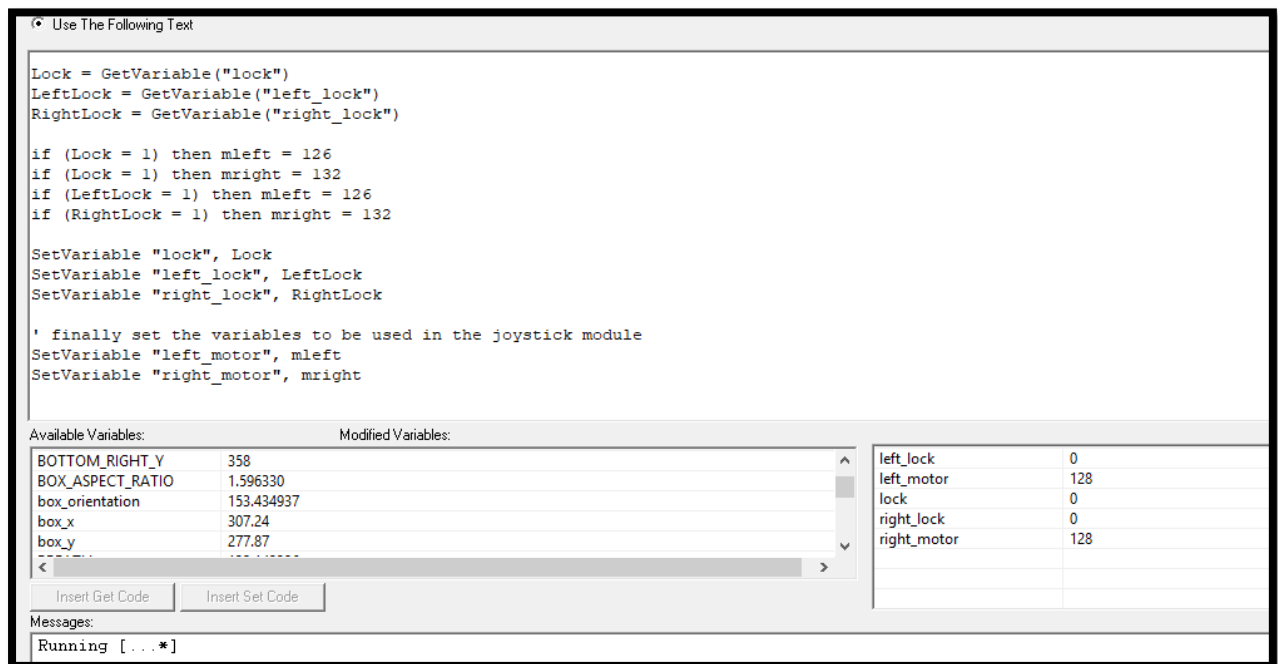 Use The Following Text
Lock = GetVariable("lock")
LeftLock = GetVariable("left_lock")
RightLock = GetVariable("right_lock")
if (Lock = 1) then mleft = 126
if (Lock = 1) then mright = 132
if (LeftLock = 1) then mleft = 126
if (RightLock = 1) then mright = 132
SetVariable "lock", Lock
SetVariable "left_lock", LeftLock
SetVariable "right_lock", RightLock
' finally set the variables to be used in the joystick module
SetVariable "left_motor", mleft
SetVariable "right_motor", mright
Available Variables: Modified Variables:
BOTTOM_RIGHT_Y 358
BOX_ASPECT_RATIO 1.596330
box_orientation 153.434937
box_x 307.24
box_y 277.87
left_lock 0
left_motor 128
lock 0
right_lock 0
right_motor 128
Insert Get Code Insert Set Code
Messages:
Running [...*]